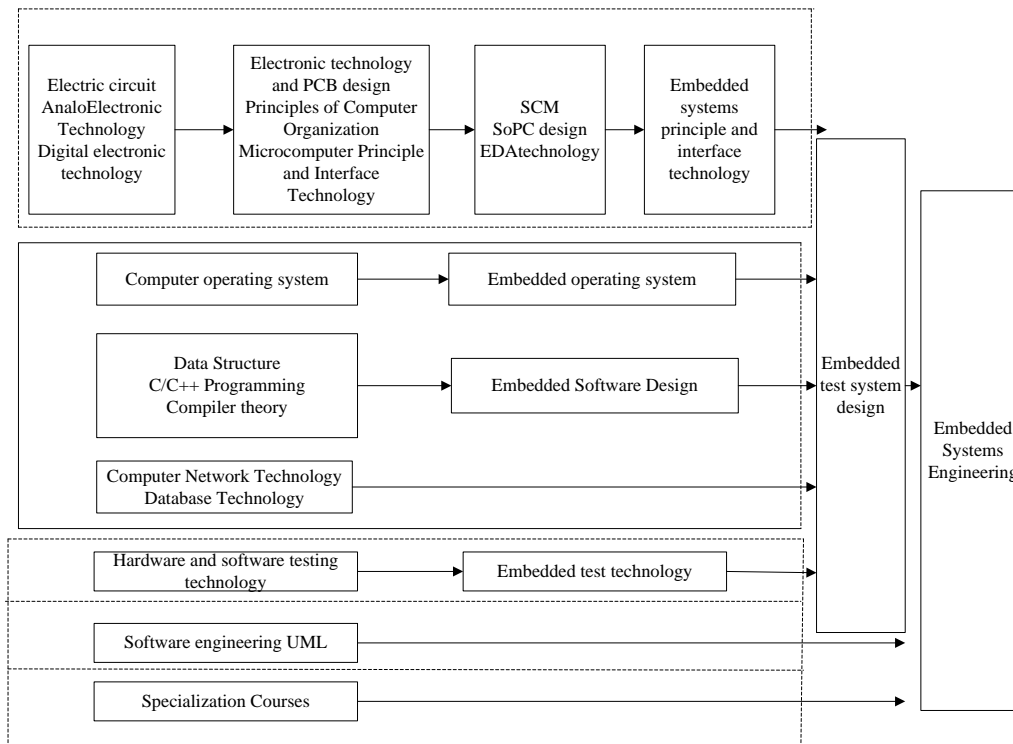 Electric circuit
AnaloElectronic
Technology
Digital electronic
technology
Electronic technology
and PCB design
Principles of Computer
Organization
Microcomputer Principle
and Interface
Technology
SCM
SoPC design
EDAtechnology
Embedded
systems
principle and
interface
technology
Computer operating system
Embedded operating system
Data Structure
C/C++ Programming
Compiler theory
Embedded Software Design
Computer Network Technology
Database Technology
Hardware and software testing
technology
Embedded test technology
Software engineering UML
Specialization Courses
Embedded
test system
design
Embedded
Systems
Engineering